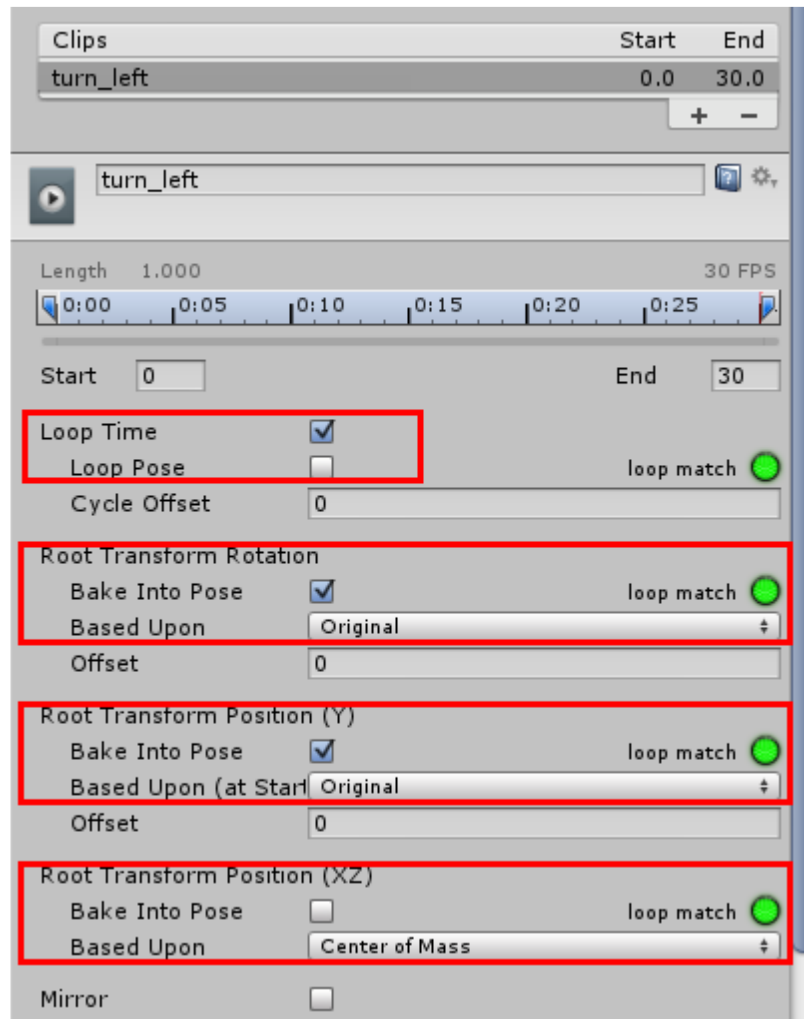 Clips Start End
turn_left 0.0 30.0
+ −
turn_left
Length 1.000 30 FPS
0:00 0:05 0:10 0:15 0:20 0:25
Start 0 End 30
Loop Time
Loop Pose loop match
Cycle Offset 0
Root Transform Rotation
Bake Into Pose loop match
Based Upon Original
Offset 0
Root Transform Position (Y)
Bake Into Pose loop match
Based Upon (at Start Original
Offset 0
Root Transform Position (XZ)
Bake Into Pose loop match
Based Upon Center of Mass
Mirror